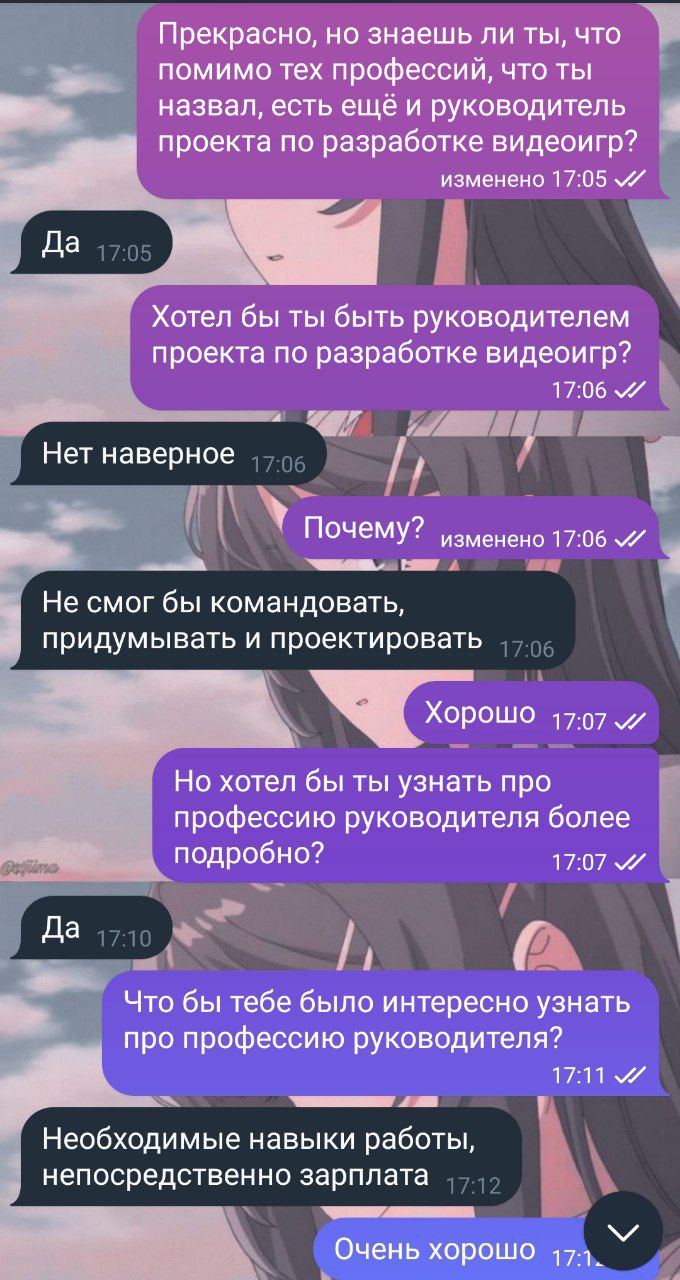 Прекрасно, но знаешь ли ты, что
помимо тех профессий, что ты
назвал, есть ещё и руководитель
проекта по разработке видеоигр?
изменено 17:05
Да 17:05
Хотел бы ты быть руководителем
проекта по разработке видеоигр?
17:06
Нет наверное 17:06
Почему? изменено 17:06
Не смог бы командовать,
придумывать и проектировать 17:06
Хорошо 17:07
Но хотел бы ты узнать про
профессию руководителя более
подробно? 17:07
Да 17:10
Что бы тебе было интересно узнать
про профессию руководителя?
17:11
Необходимые навыки работы,
непосредственно зарплата 17:12
Очень хорошо